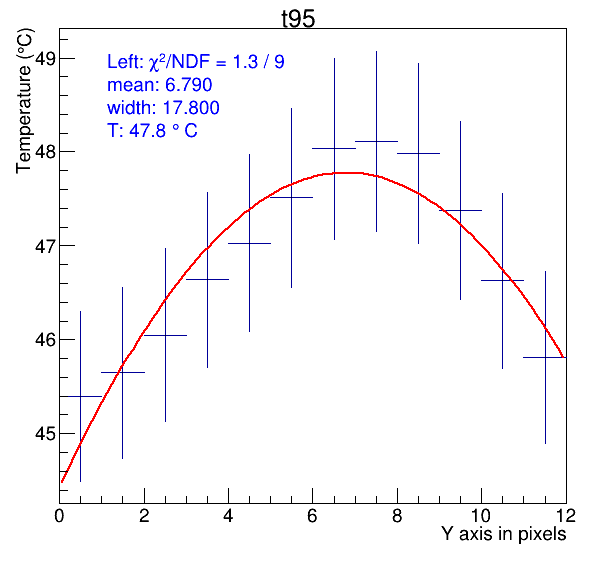 t95
Temperature (°C)
Left: χ²/NDF = 1.3 / 9
mean: 6.790
width: 17.800
T: 47.8 ° C
49
48
47
46
45
0 2 4 6 8 10 12
Y axis in pixels